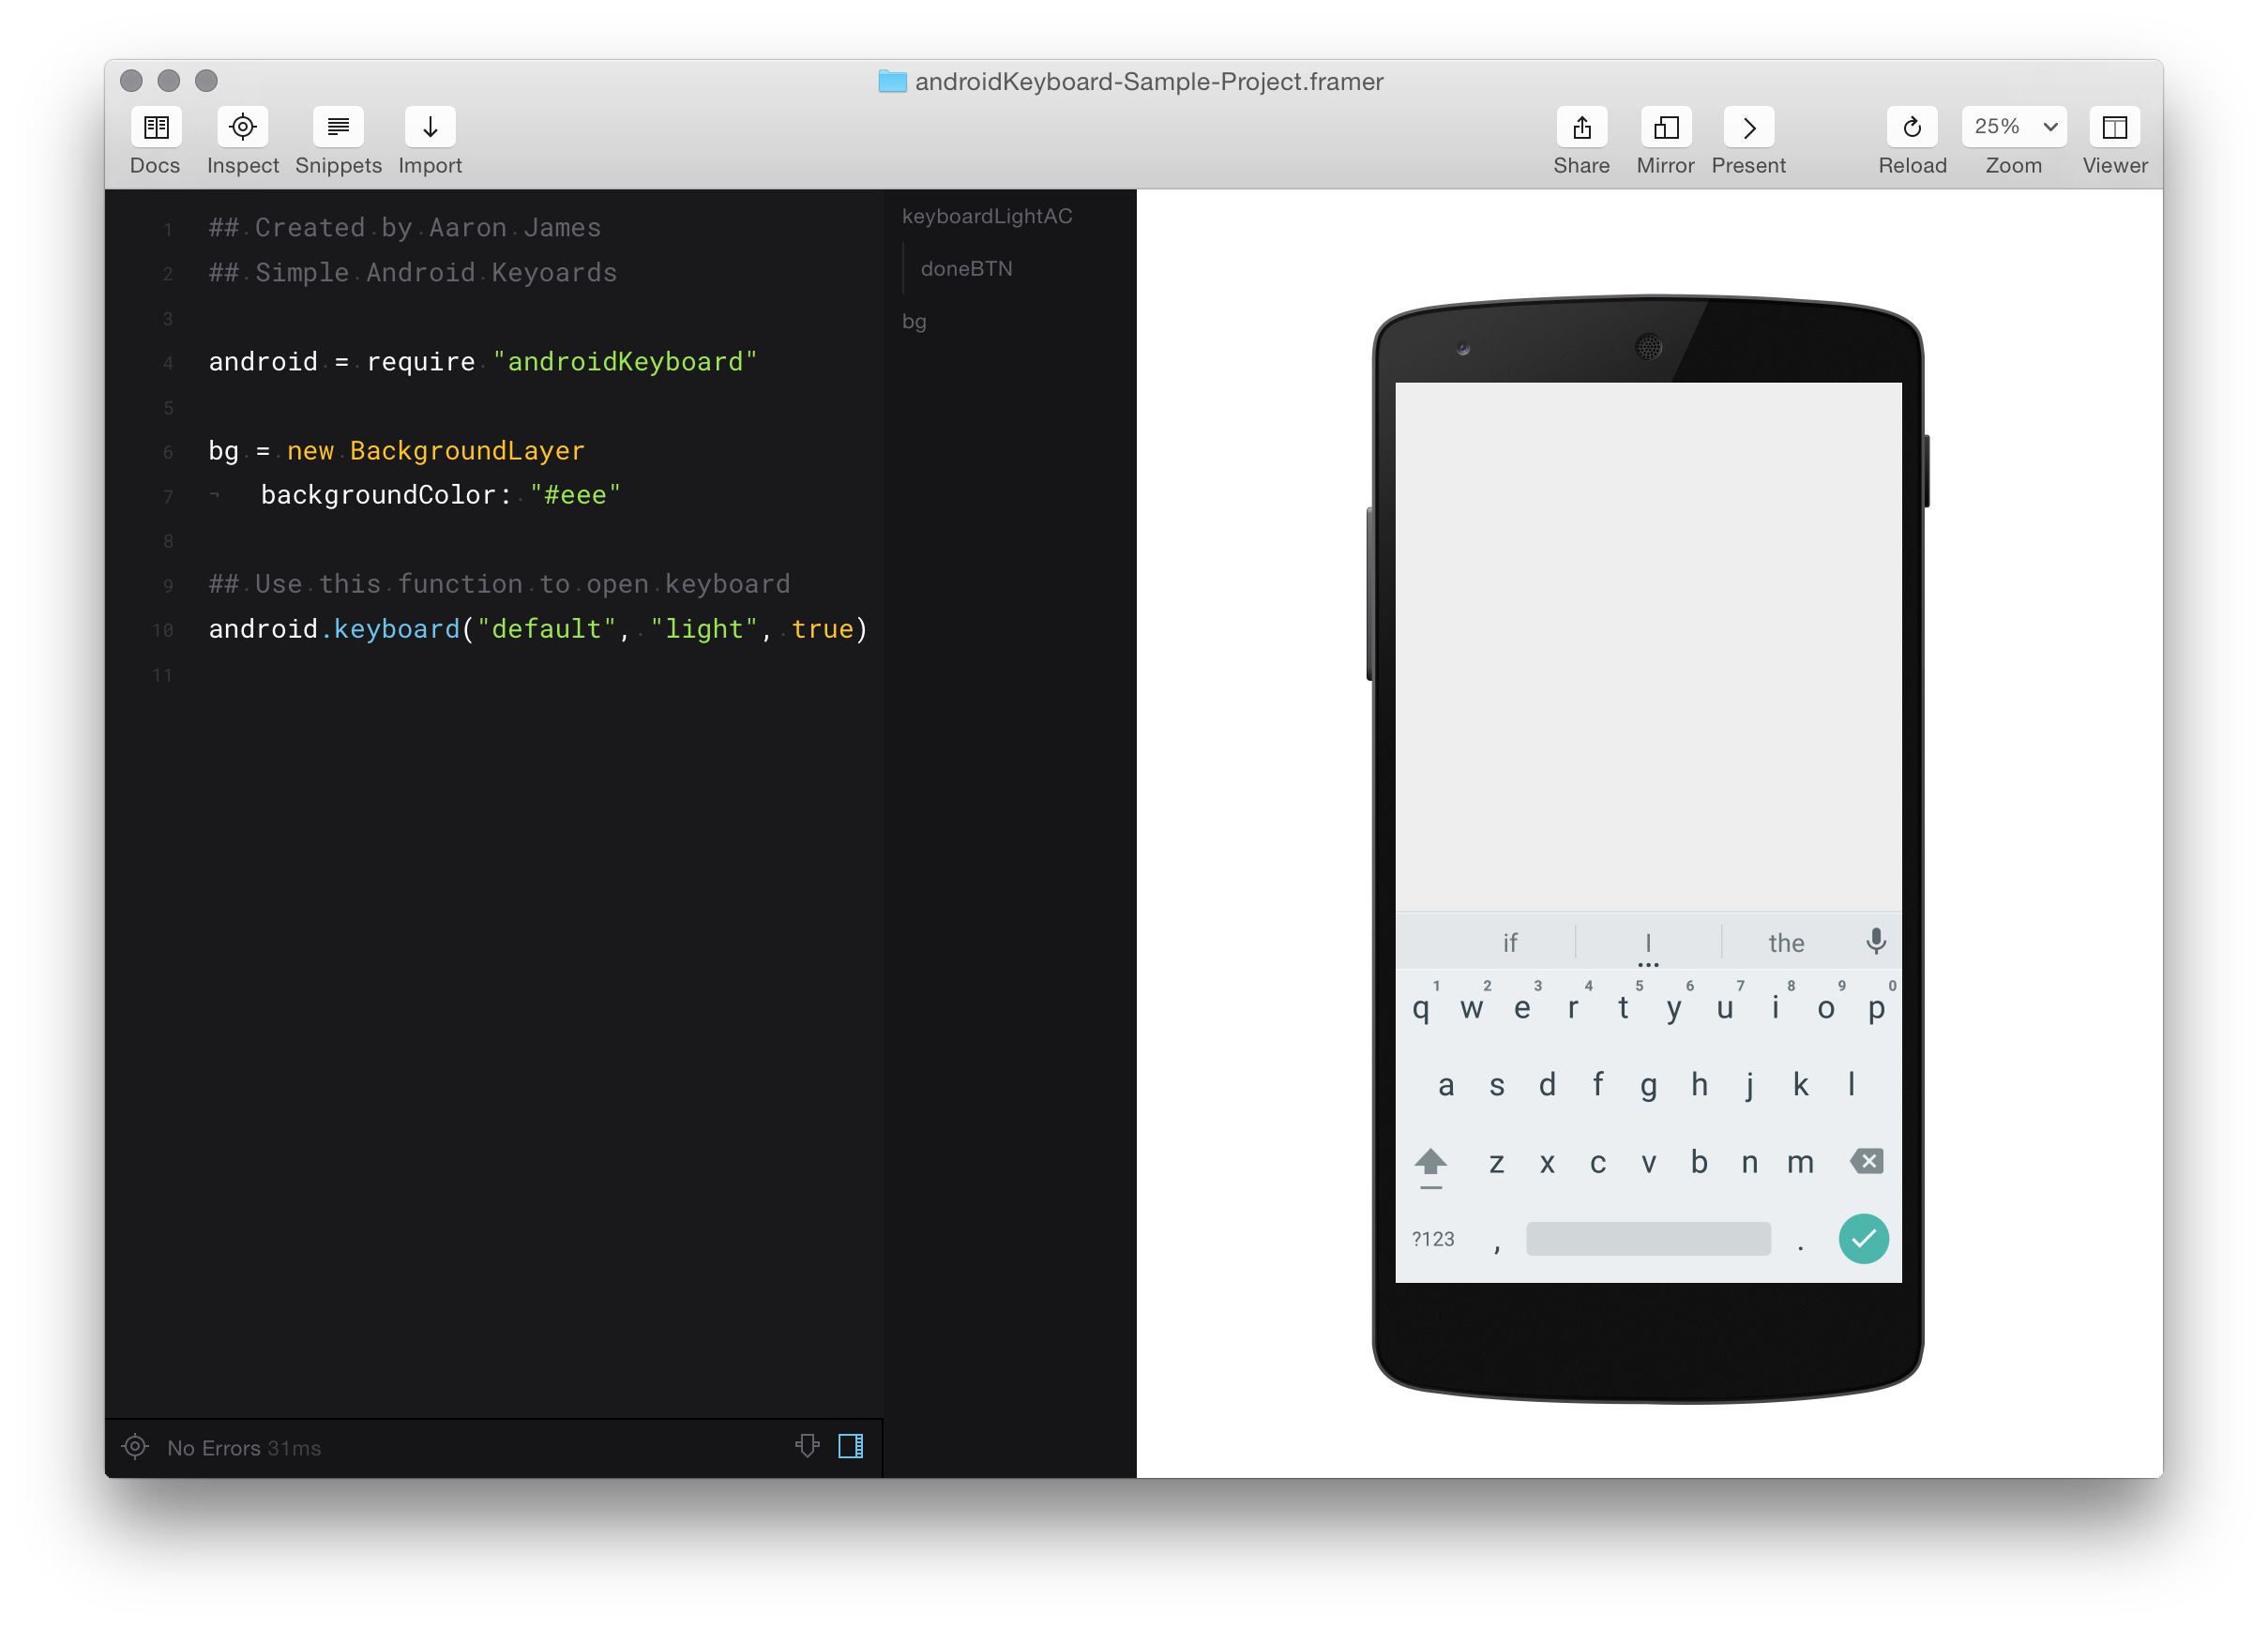 androidKeyboard-Sample-Project.framer
Docs Inspect Snippets Import Share Mirror Present Reload 25% Zoom Viewer
1 ## Created by Aaron James
2 ## Simple Android Keyoards
3
4 android = require "androidKeyboard"
5
6 bg = new BackgroundLayer
7 ¬ backgroundColor: "#eee"
8
9 ## Use this function to open keyboard
10 android.keyboard("default", "light", true)
11
No Errors 31ms
keyboardLightAC
doneBTN
bg
if I the
1 2 3 4 5 6 7 8 9 0
q w e r t y u i o p
a s d f g h j k l
z x c v b n m
?123 , .